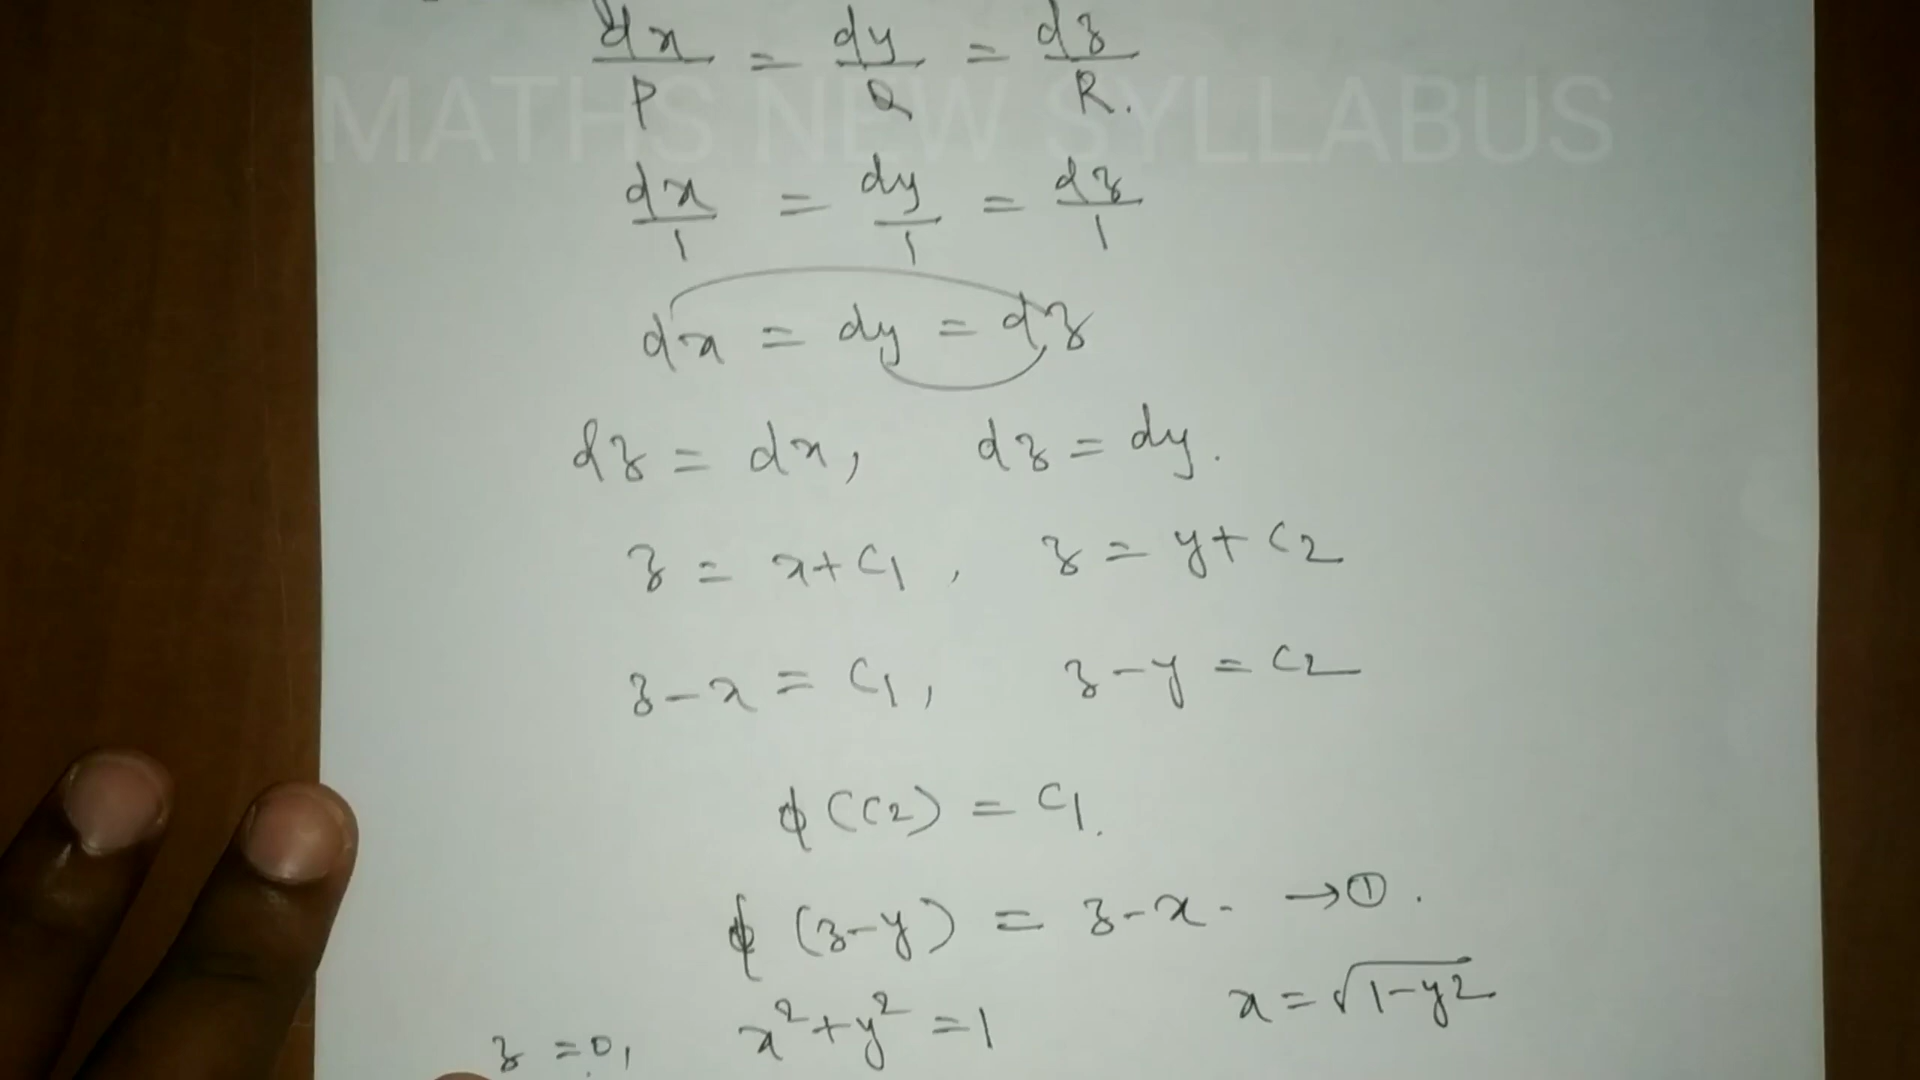 dx/P = dy/Q = dz/R.
MATHS NEW SYLLABUS
dx/1 = dy/1 = dz/1
dx = dy = dz
dz = dx, dz = dy.
z = x+c1, z = y+c2
z-x = c1, z-y = c2
ϕ(c2) = c1.
ϕ(z-y) = z-x. →①.
z=0, x²+y²=1 x=√1-y2